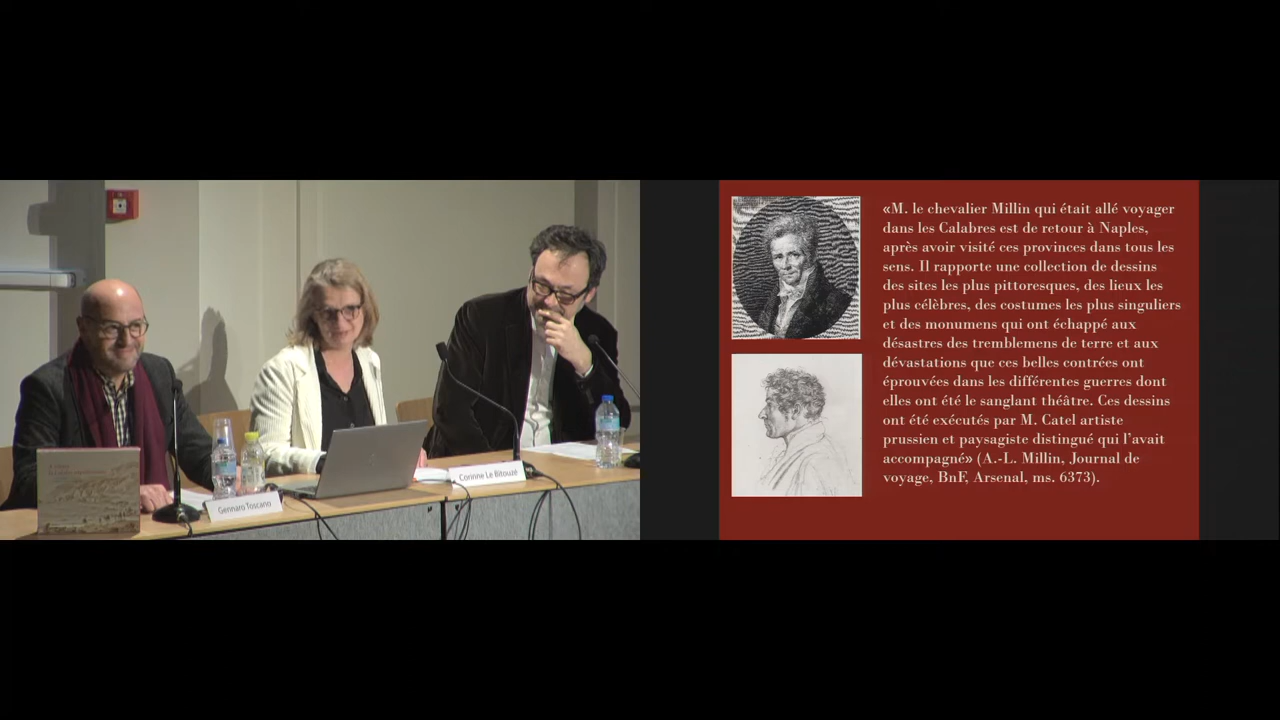 Gennaro Toscano
Corinne Le Bitouzé
«M. le chevalier Millin qui était allé voyager
dans les Calabres est de retour à Naples,
après avoir visité ces provinces dans tous les
sens. Il rapporte une collection de dessins
des sites les plus pittoresques, des lieux les
plus célèbres, des costumes les plus singuliers
et des monumens qui ont échappé aux
désastres des tremblemens de terre et aux
dévastations que ces belles contrées ont
éprouvées dans les différentes guerres dont
elles ont été le sanglant théâtre. Ces dessins
ont été exécutés par M. Catel artiste
prussien et paysagiste distingué qui l'avait
accompagné» (A.-L. Millin, Journal de
voyage, BnF, Arsenal, ms. 6373).